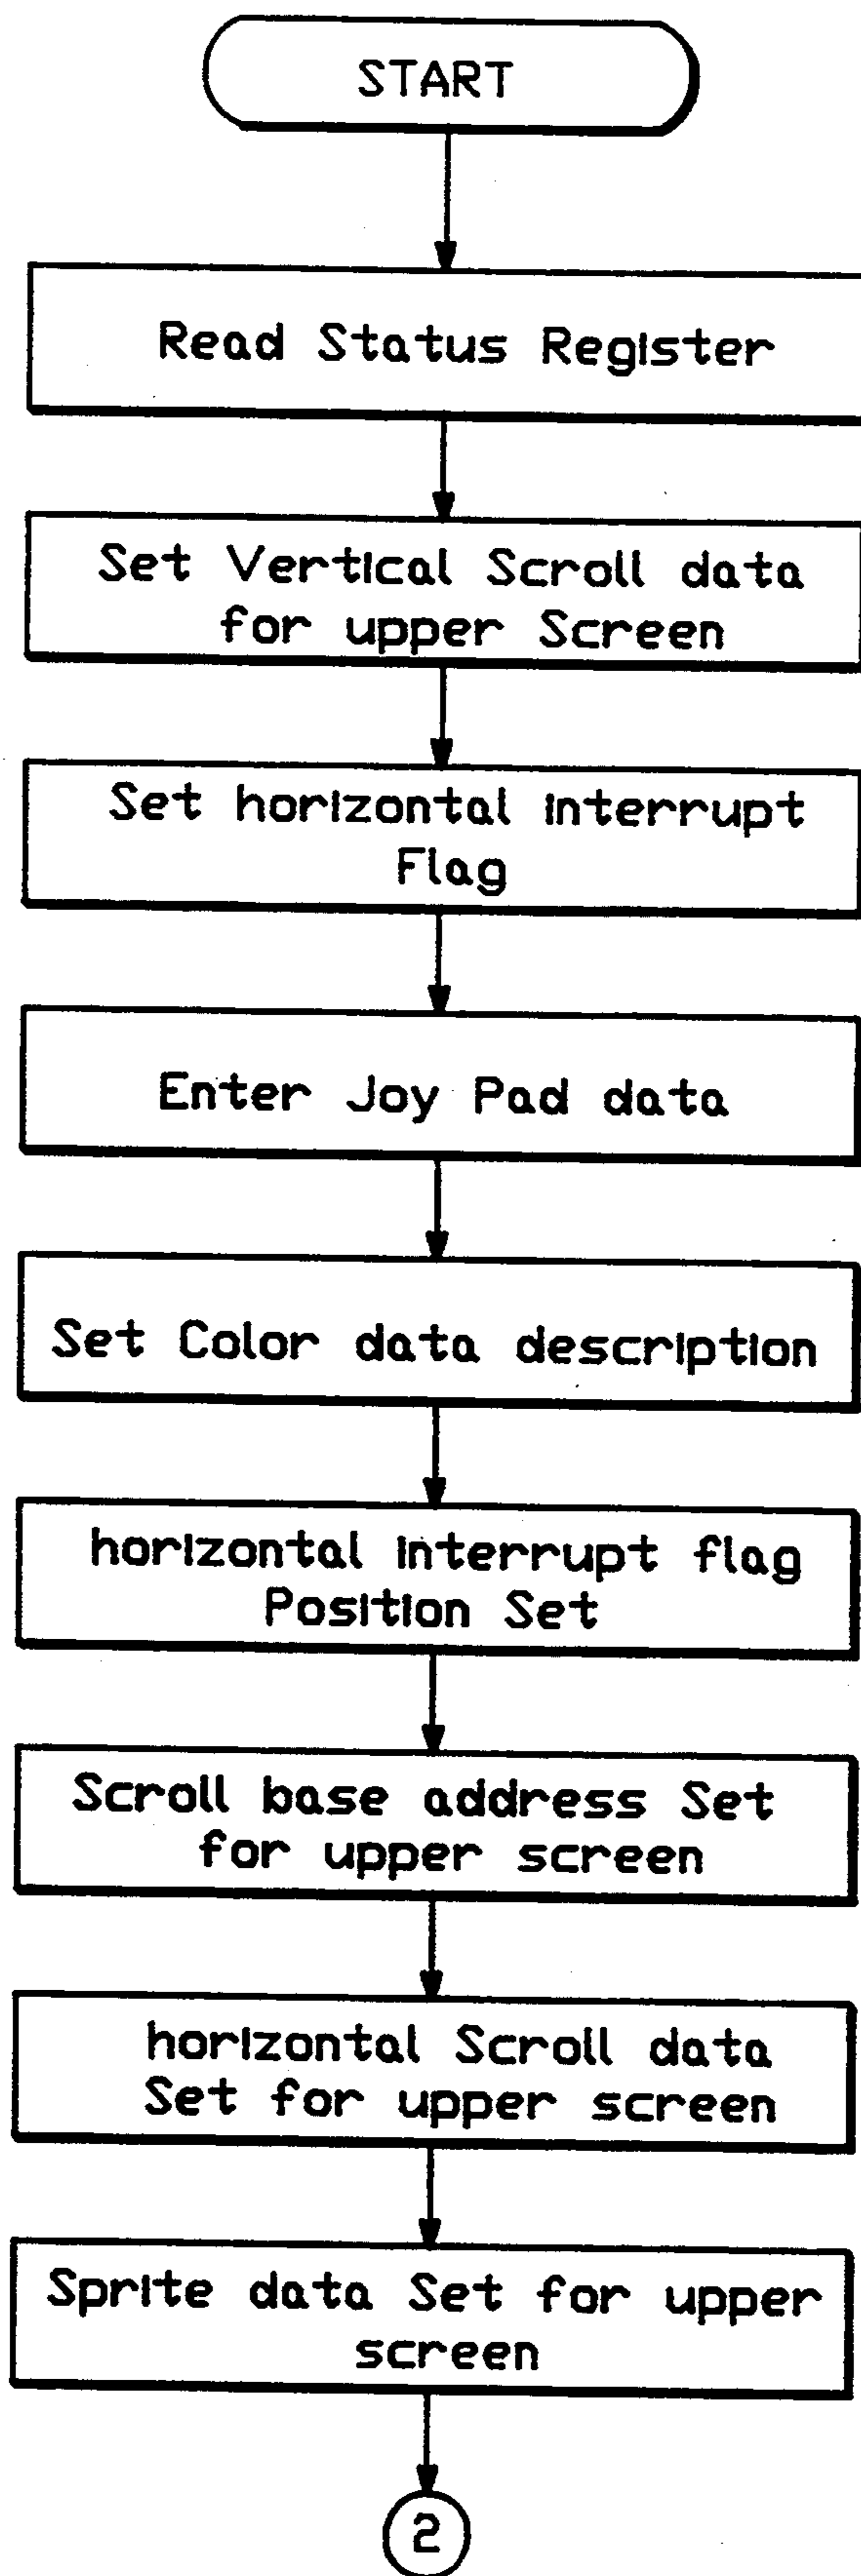 START
Read Status Register
Set Vertical Scroll data
for upper Screen
Set horizontal interrupt
Flag
Enter Joy Pad data
Set Color data description
horizontal interrupt flag
Position Set
Scroll base address Set
for upper screen
horizontal Scroll data
Set for upper screen
Sprite data Set for upper
screen
2